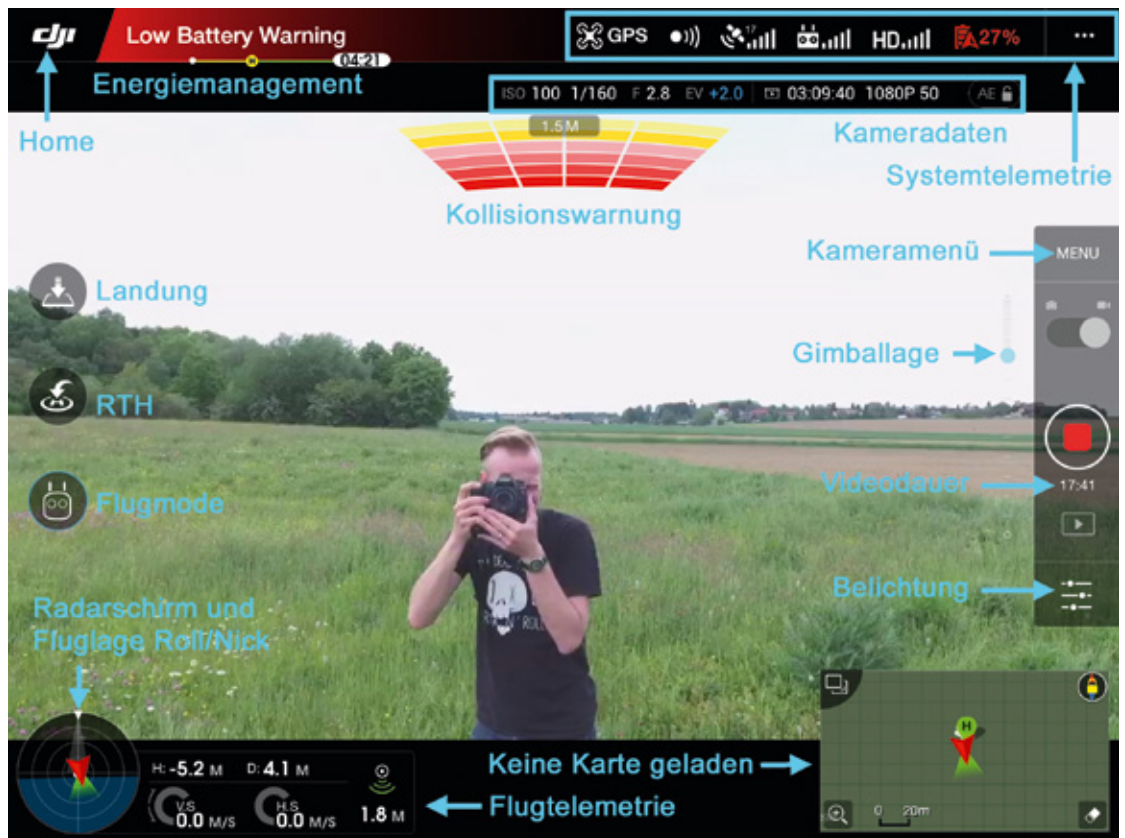 dji
Low Battery Warning
GPS
17
HD
27%
04:21
H
Energiemanagement
ISO 100 1/160 F 2.8 EV +2.0 03:09:40 1080P 50 AE
Home
1.5M
Kameradaten
Systemtelemetrie
Kollisionswarnung
Kameramenü
MENU
Landung
Gimballage
RTH
Videodauer
17:41
Flugmode
Belichtung
Radarschirm und
Fluglage Roll/Nick
H: -5.2 M D: 4.1 M
V.S 0.0 M/S H.S 0.0 M/S 1.8 M
Keine Karte geladen
Flugtelemetrie
H
0 20m